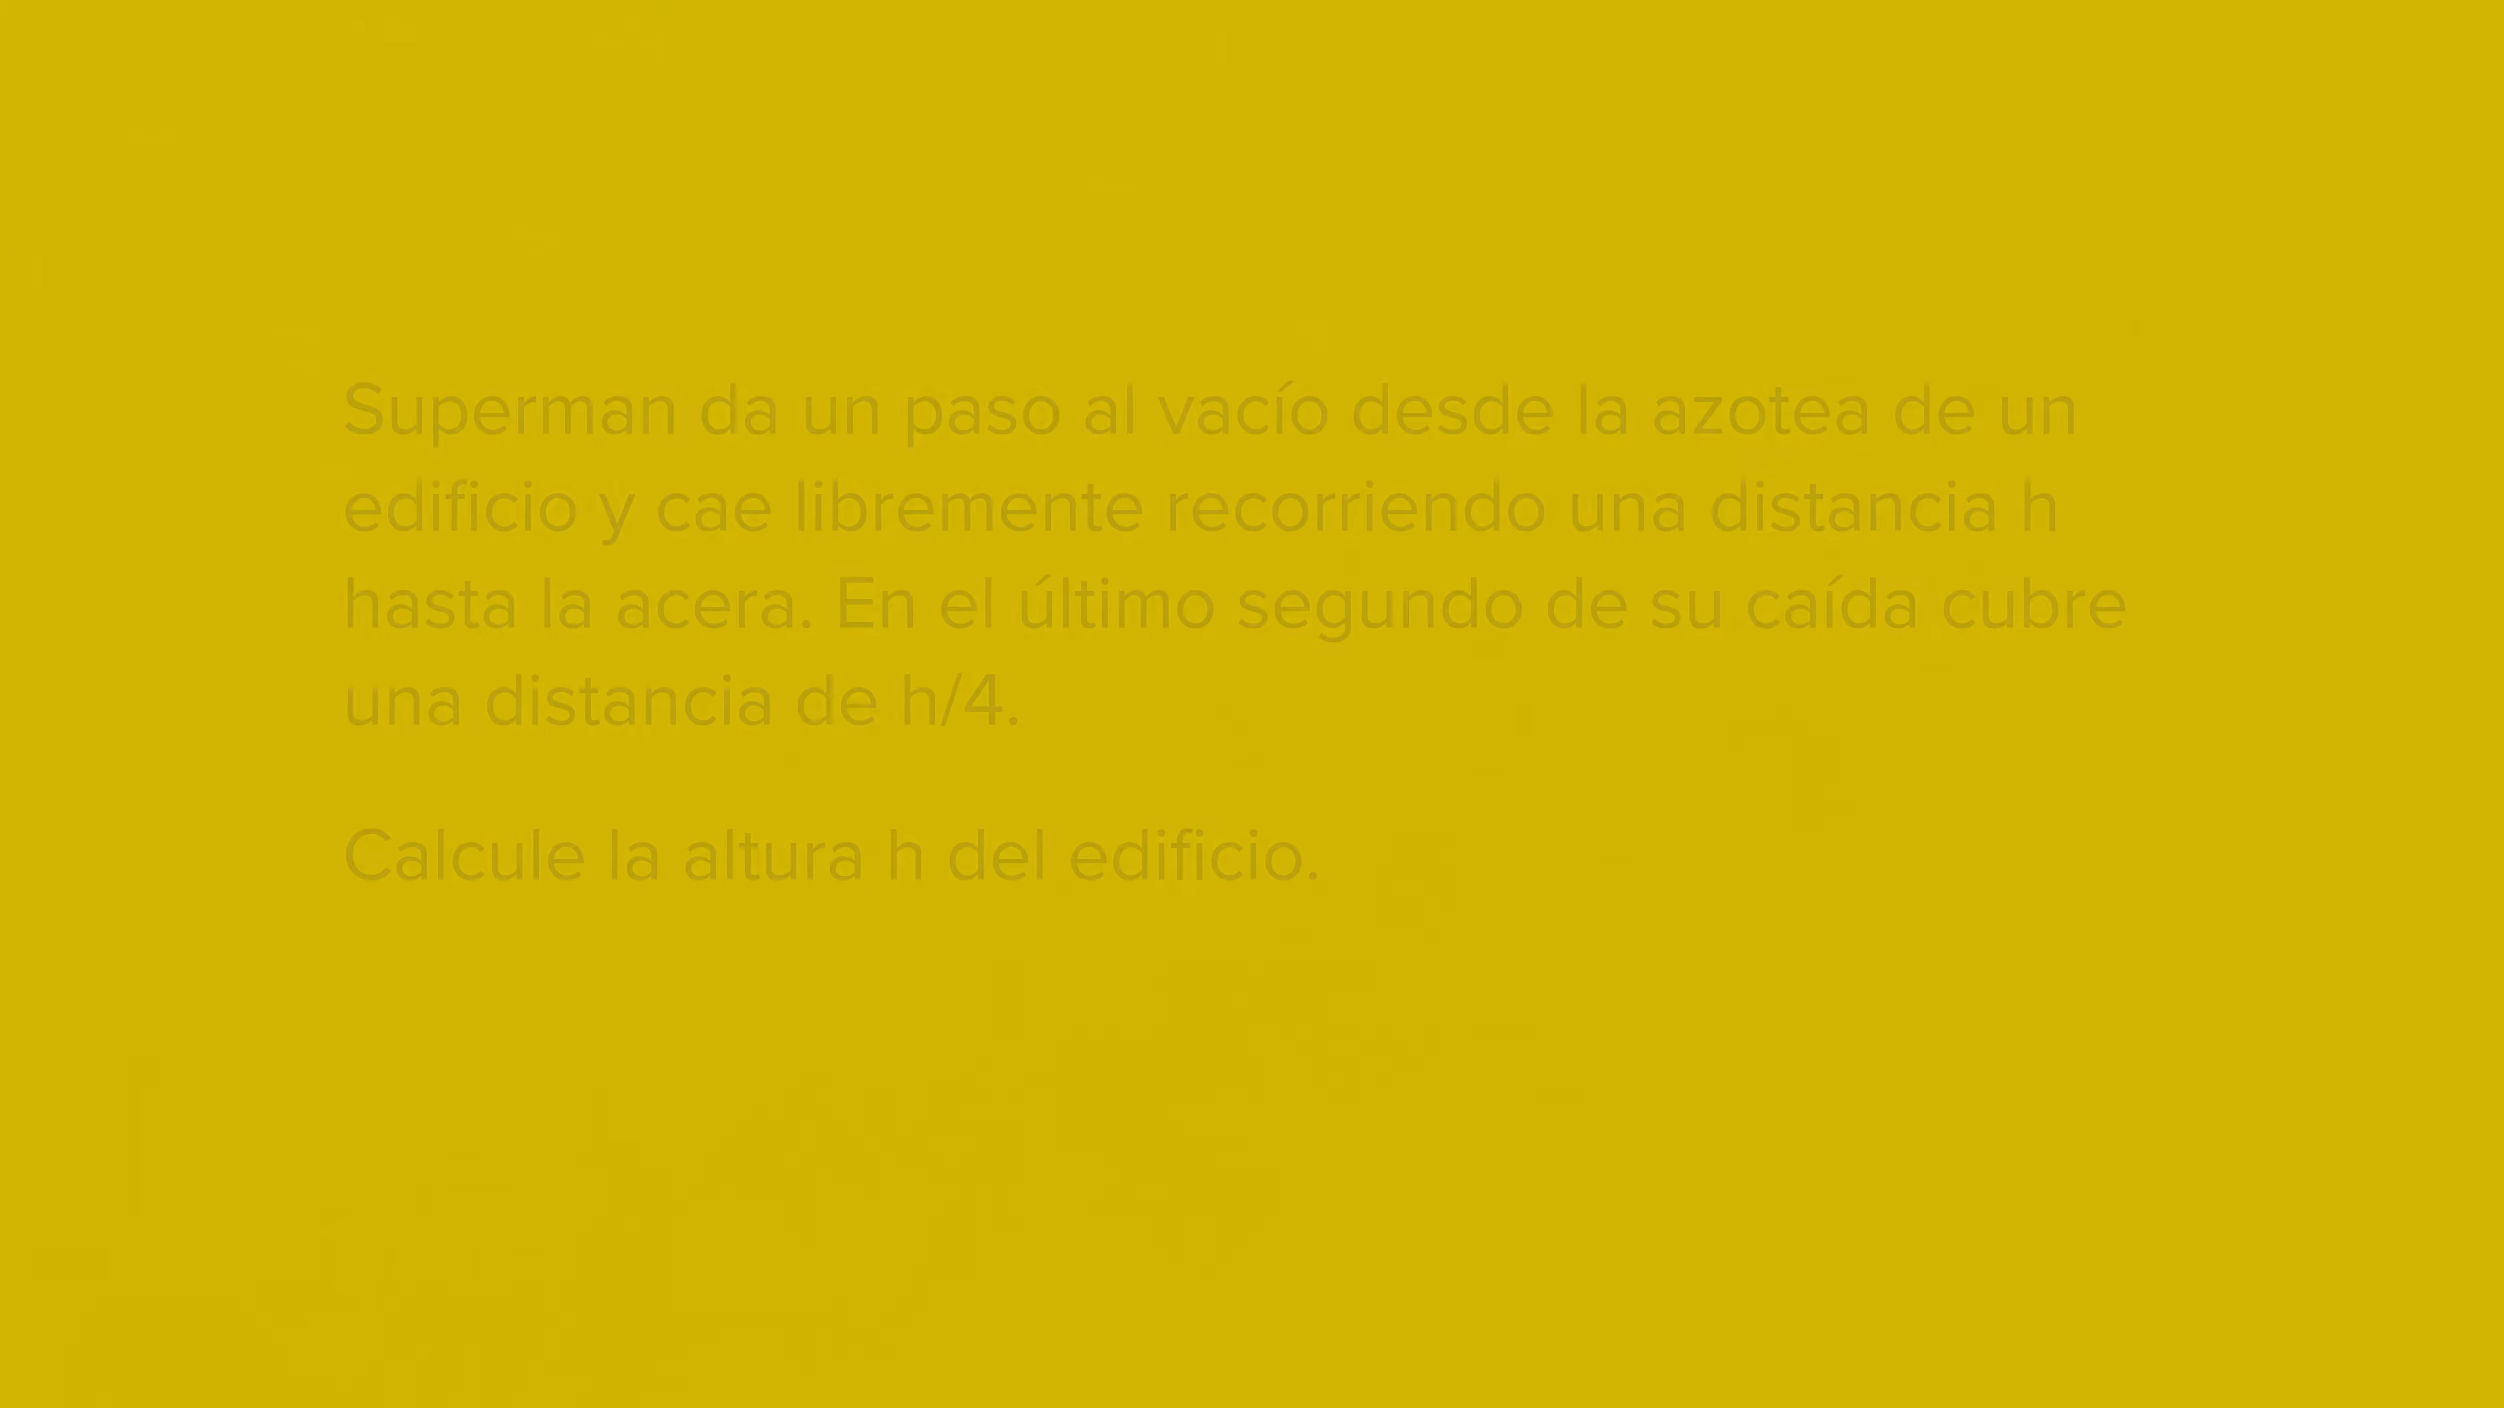 Superman da un paso al vacío desde la azotea de un
edificio y cae libremente recorriendo una distancia h
hasta la acera. En el último segundo de su caída cubre
una distancia de h/4.
Calcule la altura h del edificio.